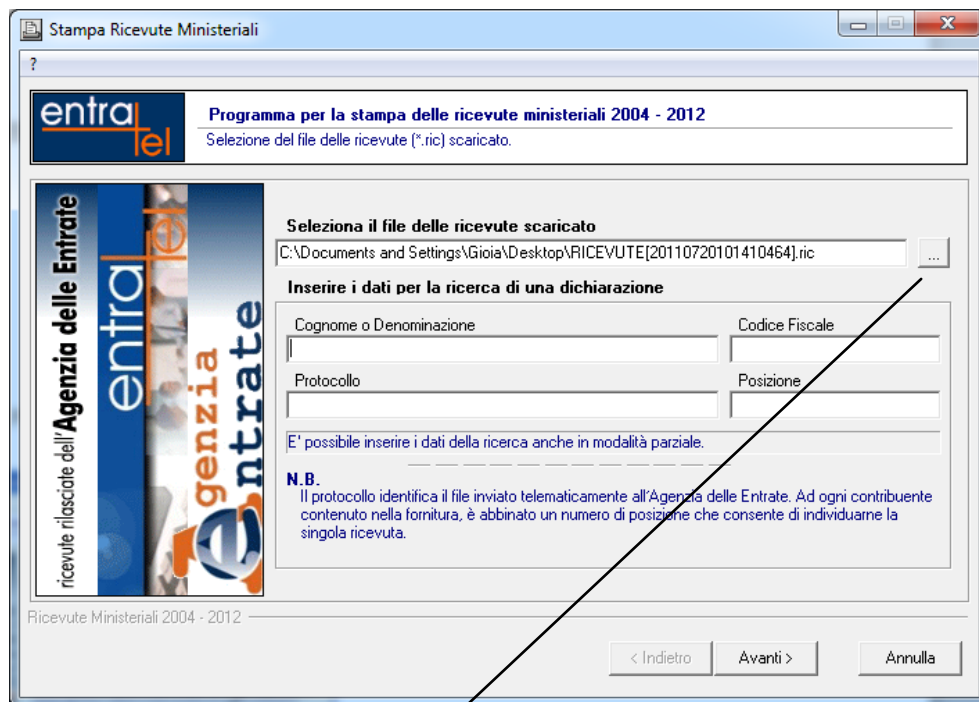 Stampa Ricevute Ministeriali
?
entratel
Programma per la stampa delle ricevute ministeriali 2004 - 2012
Selezione del file delle ricevute (*.ric) scaricato.
ricevute rilasciate dell'Agenzia delle Entrate
entratel
agenzia
entrate
Seleziona il file delle ricevute scaricato
C:\Documents and Settings\Gioia\Desktop\RICEVUTE[20110720101410464].ric
...
Inserire i dati per la ricerca di una dichiarazione
Cognome o Denominazione Codice Fiscale
Protocollo Posizione
E' possibile inserire i dati della ricerca anche in modalità parziale.
N.B.
Il protocollo identifica il file inviato telematicamente all'Agenzia delle Entrate. Ad ogni contribuente
contenuto nella fornitura, è abbinato un numero di posizione che consente di individuarne la
singola ricevuta.
Ricevute Ministeriali 2004 - 2012
< Indietro Avanti > Annulla